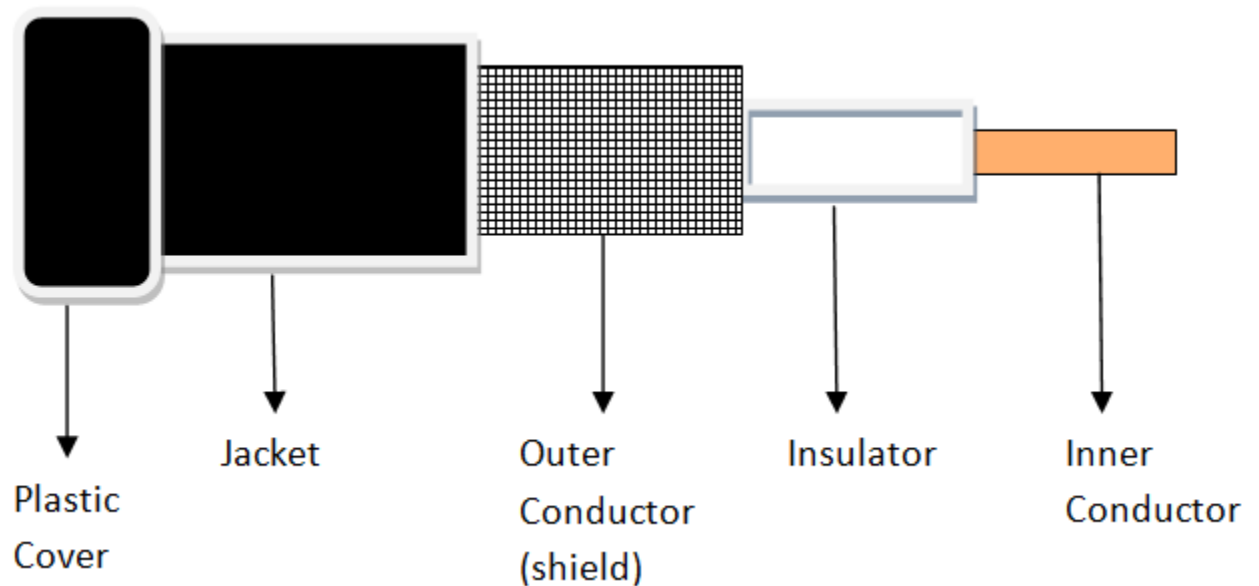 Plastic
Cover
Jacket
Outer
Conductor
(shield)
Insulator
Inner
Conductor